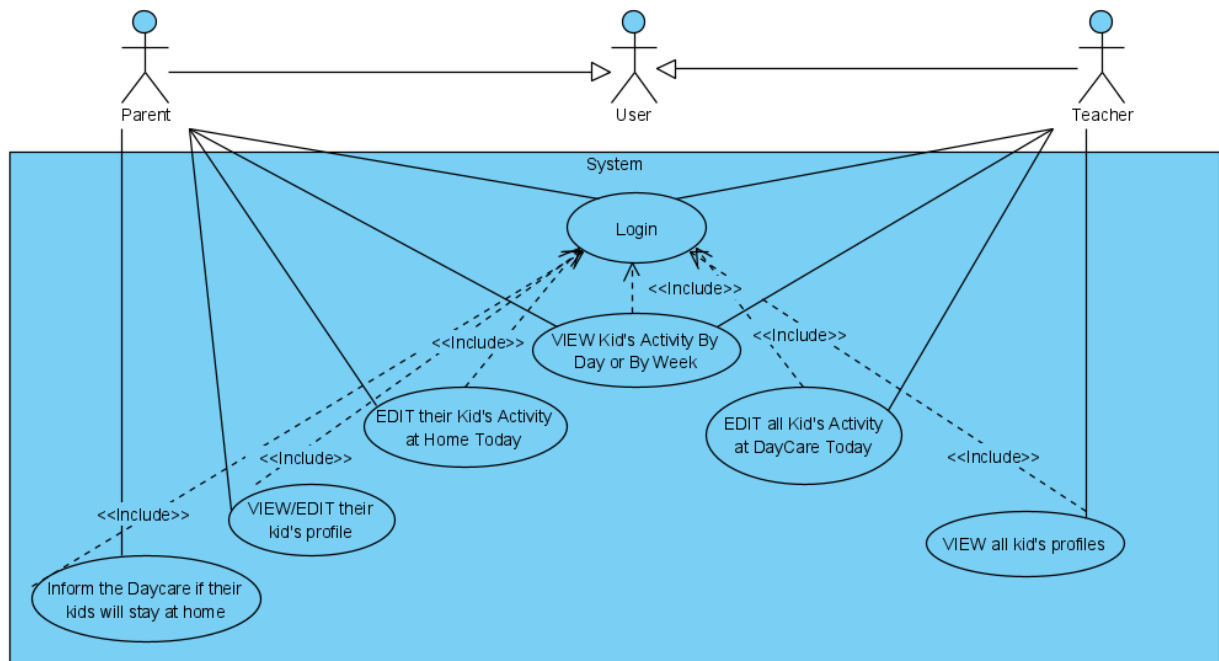 Parent
User
Teacher
System
Login
<<Include>>
VIEW Kid's Activity By
Day or By Week
<<Include>>
<<Include>>
EDIT their Kid's Activity
at Home Today
EDIT all Kid's Activity
at DayCare Today
<<Include>>
<<Include>>
VIEW/EDIT their
kid's profile
<<Include>>
VIEW all kid's profiles
Inform the Daycare if their
kids will stay at home